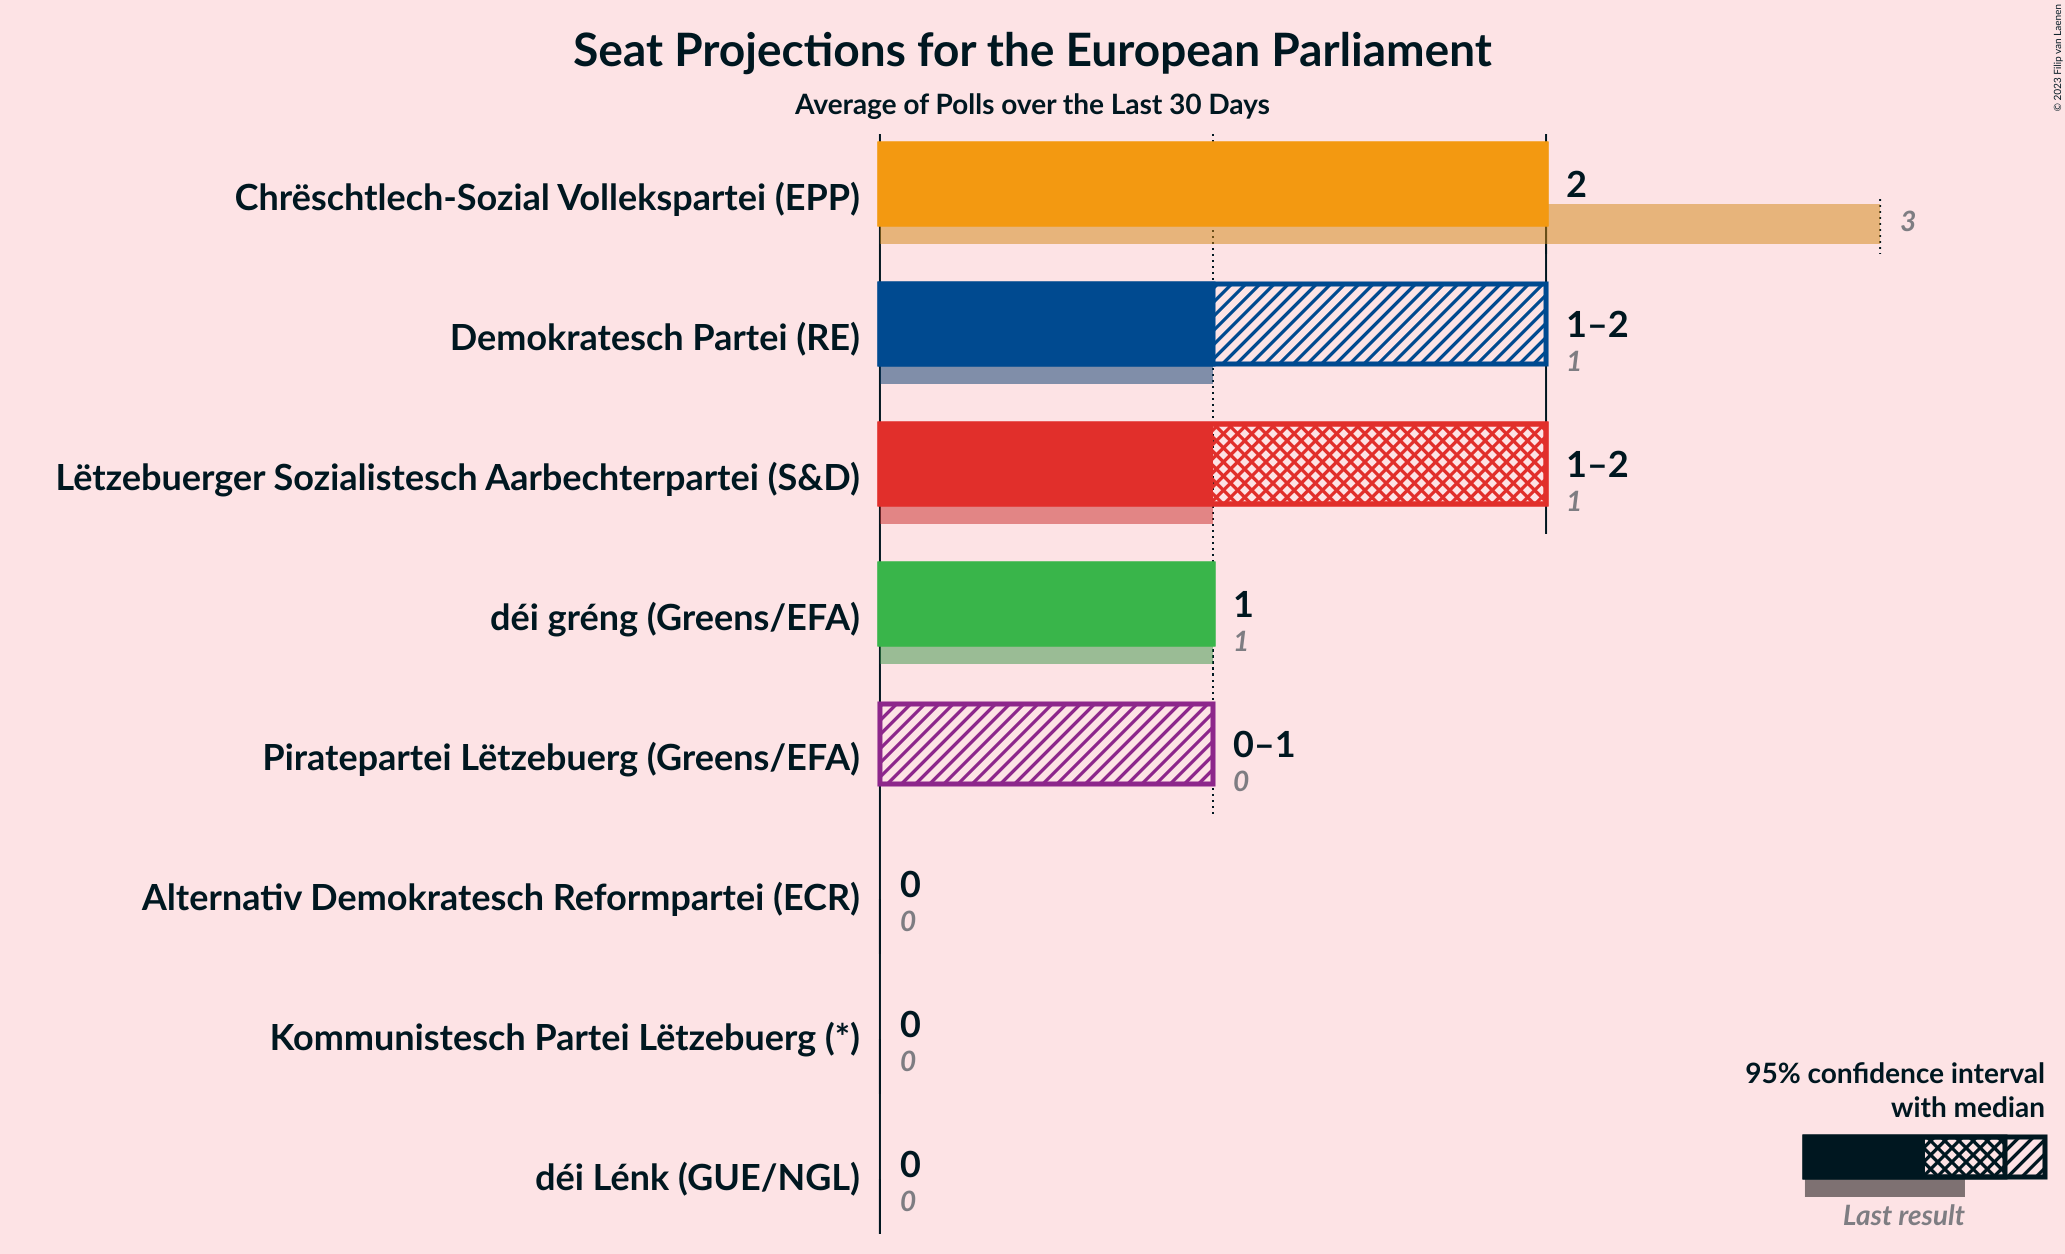 Seat Projections for the European Parliament
Average of Polls over the Last 30 Days
© 2023 Filip van Laenen
Chrëschtlech-Sozial Vollekspartei (EPP)
2
3
Demokratesch Partei (RE)
1–2
1
Lëtzebuerger Sozialistesch Aarbechterpartei (S&D)
1–2
1
déi gréng (Greens/EFA)
1
1
Piratepartei Lëtzebuerg (Greens/EFA)
0–1
0
Alternativ Demokratesch Reformpartei (ECR)
0
0
Kommunistesch Partei Lëtzebuerg (*)
0
0
déi Lénk (GUE/NGL)
0
0
95% confidence interval
with median
Last result